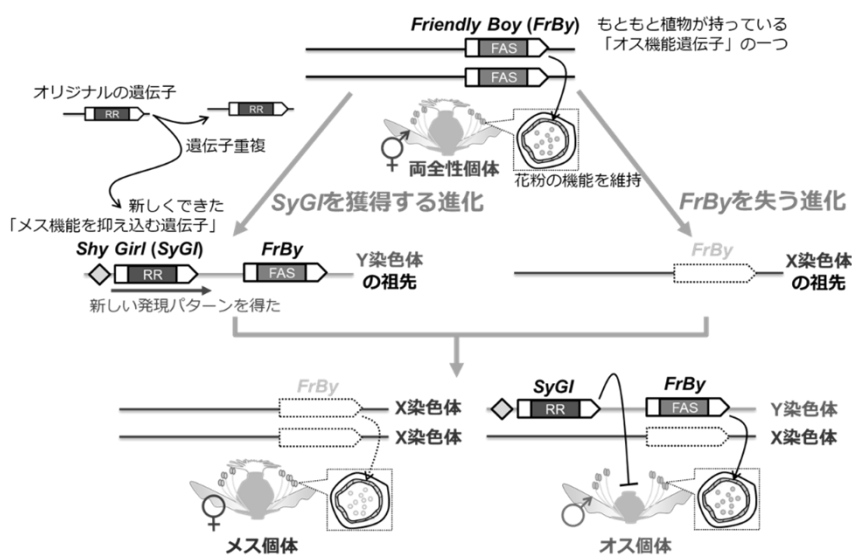 Friendly Boy (FrBy)
FAS
FAS
もともと植物が持っている
「オス機能遺伝子」の一つ
オリジナルの遺伝子
RR
RR
遺伝子重複
両全性個体
花粉の機能を維持
新しくできた
「メス機能を抑え込む遺伝子」
SyGIを獲得する進化
FrByを失う進化
Shy Girl (SyGI)
FrBy
RR
FAS
Y染色体
の祖先
新しい発現パターンを得た
FrBy
X染色体
の祖先
FrBy
X染色体
X染色体
メス個体
SyGI
FrBy
RR
FAS
Y染色体
X染色体
オス個体